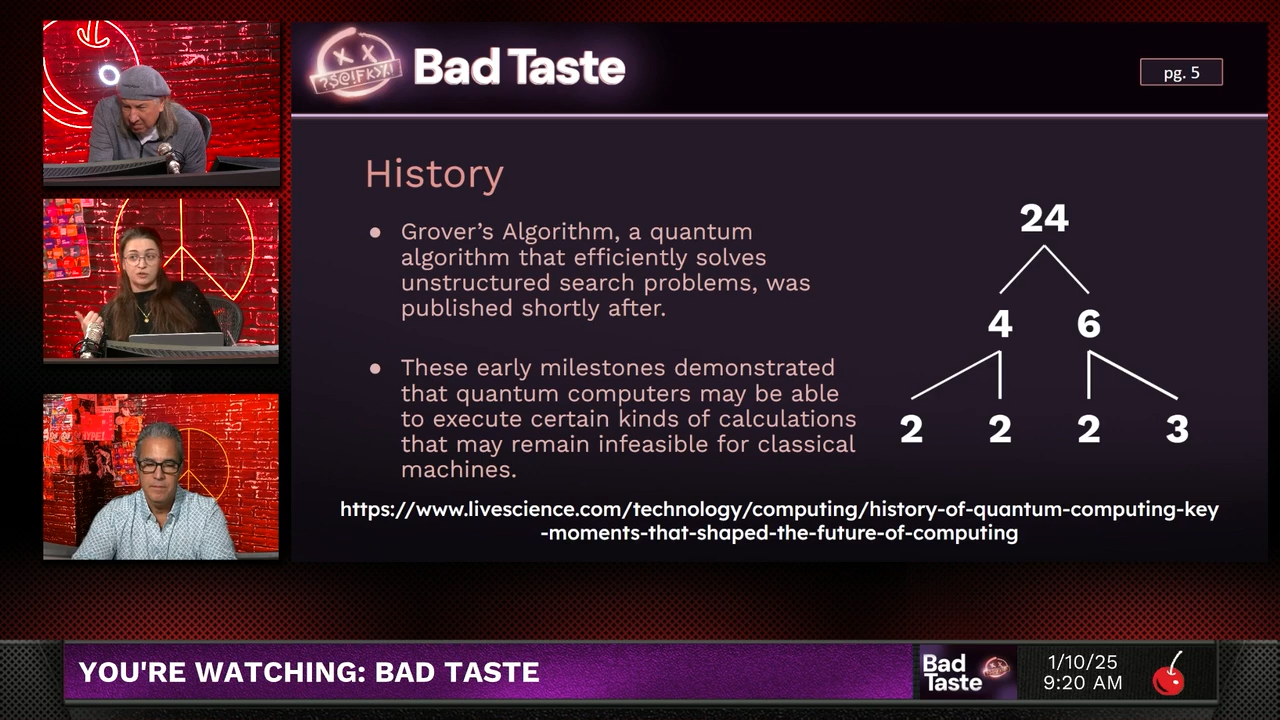 ?$@!FK%!
Bad Taste
pg. 5
History
● Grover’s Algorithm, a quantum
algorithm that efficiently solves
unstructured search problems, was
published shortly after.
● These early milestones demonstrated
that quantum computers may be able
to execute certain kinds of calculations
that may remain infeasible for classical
machines.
24
4 6
2 2 2 3
https://www.livescience.com/technology/computing/history-of-quantum-computing-key
-moments-that-shaped-the-future-of-computing
YOU'RE WATCHING: BAD TASTE
Bad
Taste
1/10/25
9:20 AM